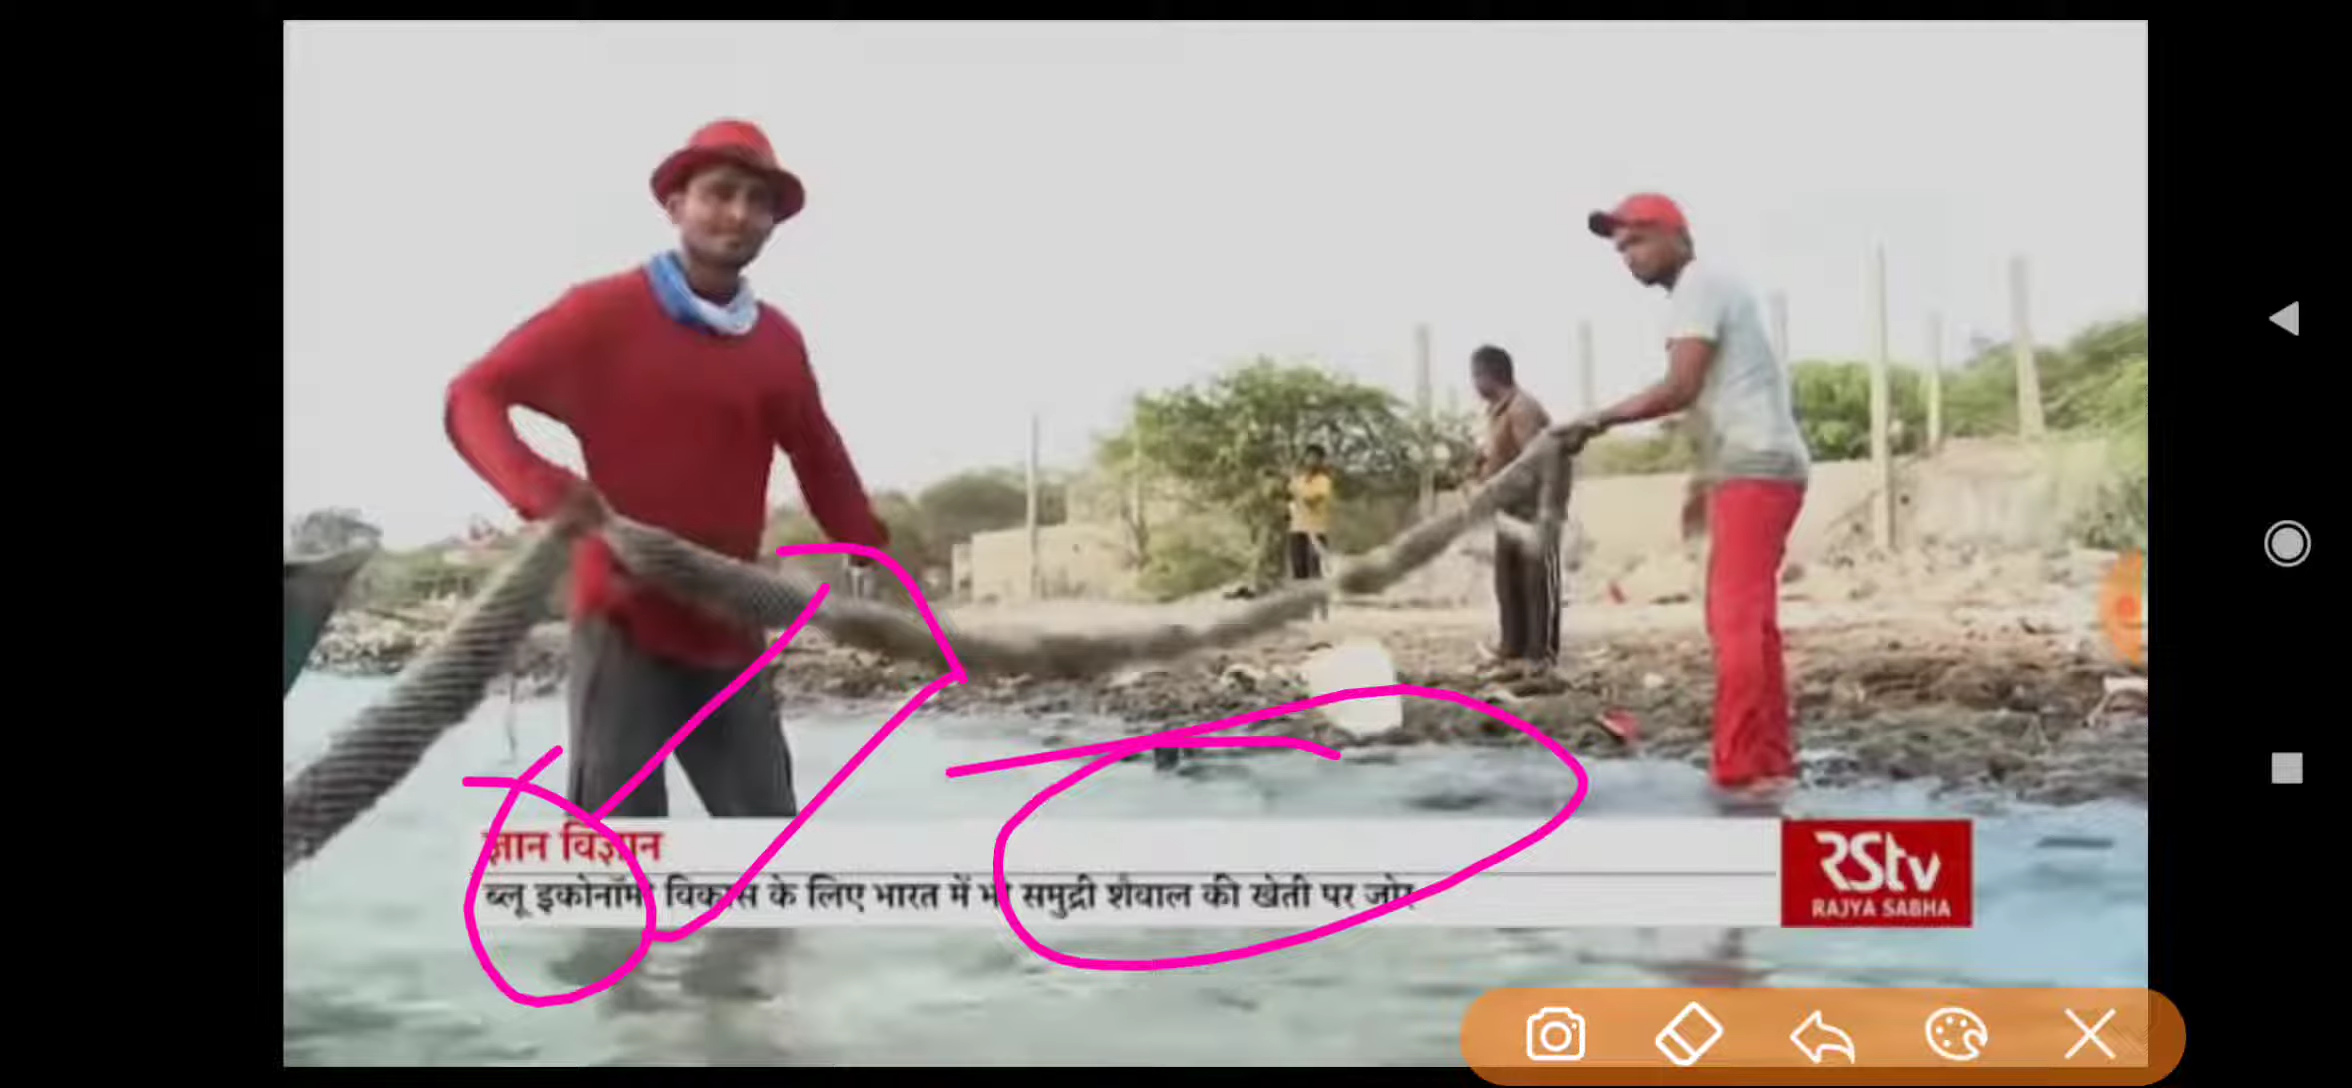 ज्ञान विज्ञान
ब्लू इकोनॉमी विकास के लिए भारत में भी समुद्री शैवाल की खेती पर जोर
RStv
RAJYA SABHA